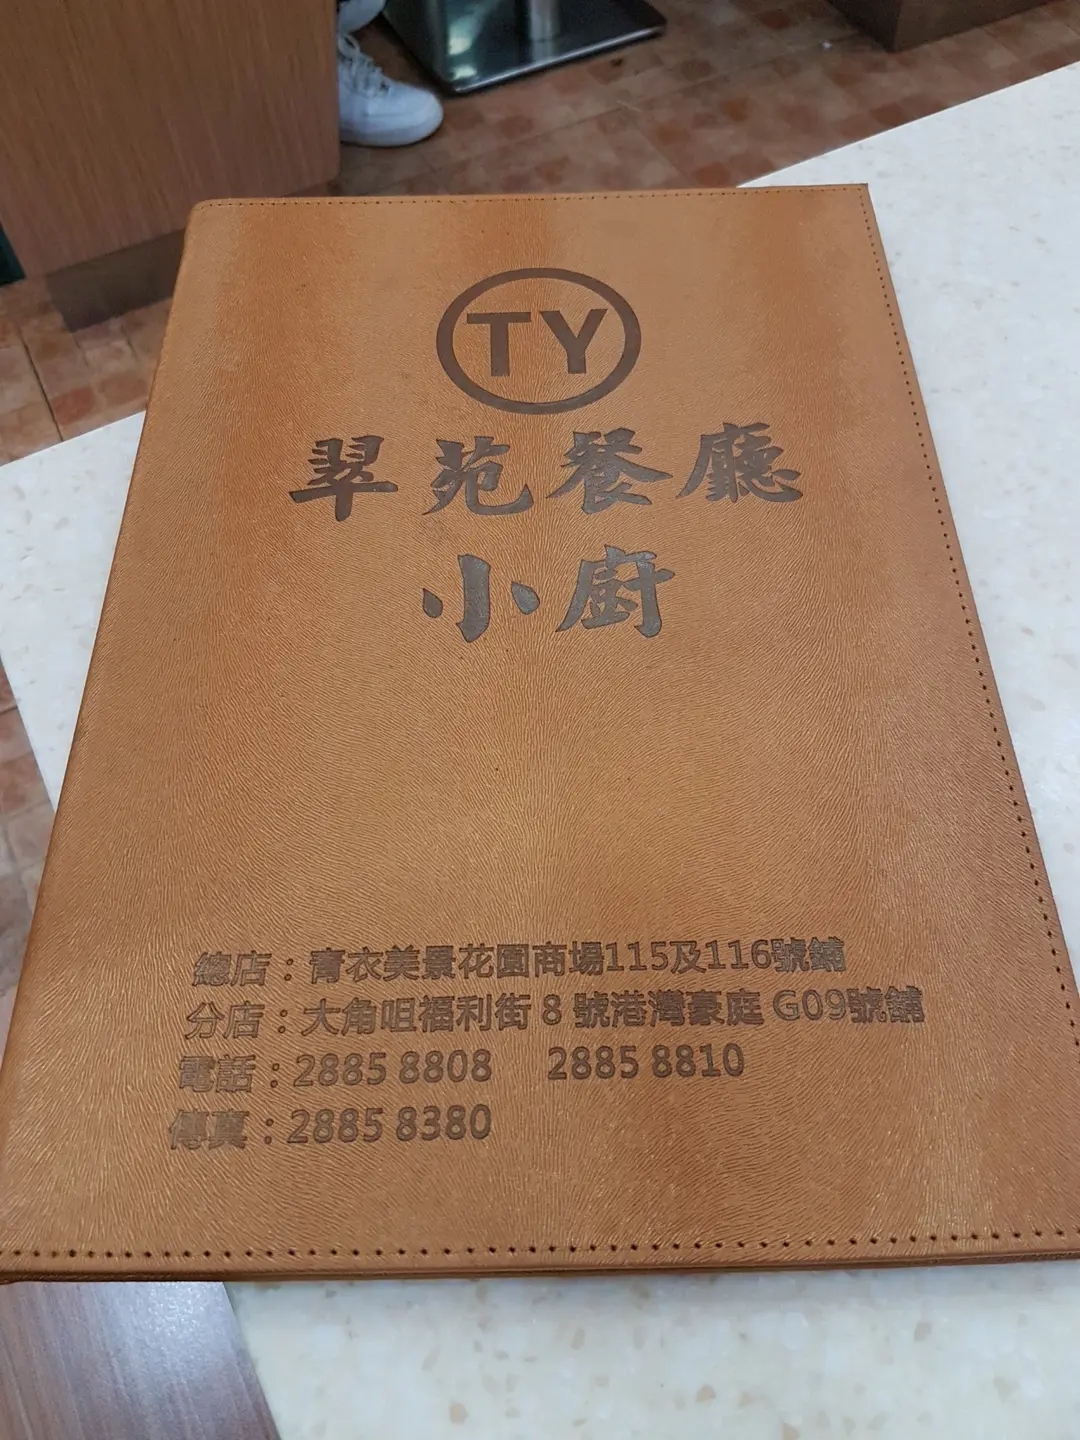 TY
翠苑餐廳
小廚
總店：青衣美景花園商場115及116號舖
分店：大角咀福利街 8 號港灣豪庭 G09號舖
電話：2885 8808 2885 8810
傳真：2885 8380